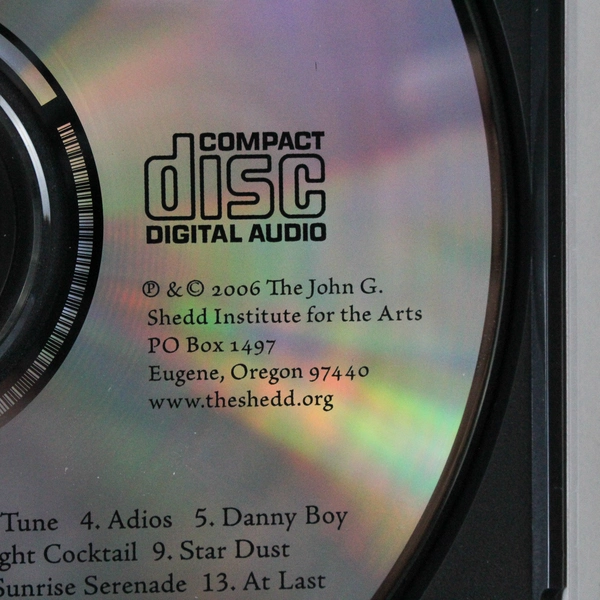 COMPACT
disc
DIGITAL AUDIO
℗ & © 2006 The John G.
Shedd Institute for the Arts
PO Box 1497
Eugene, Oregon 97440
www.theshedd.org
Tune 4. Adios 5. Danny Boy
ght Cocktail 9. Star Dust
Sunrise Serenade 13. At Last